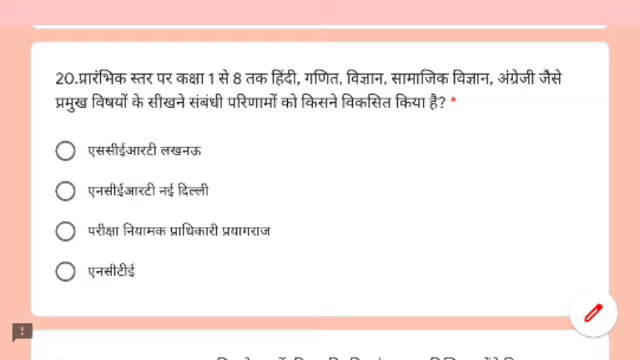 20.प्रारंभिक स्तर पर कक्षा 1 से 8 तक हिंदी, गणित, विज्ञान, सामाजिक विज्ञान, अंग्रेजी जैसे
प्रमुख विषयों के सीखने संबंधी परिणामों को किसने विकसित किया है? *
एससीईआरटी लखनऊ
एनसीईआरटी नई दिल्ली
परीक्षा नियामक प्राधिकारी प्रयागराज
एनसीटीई